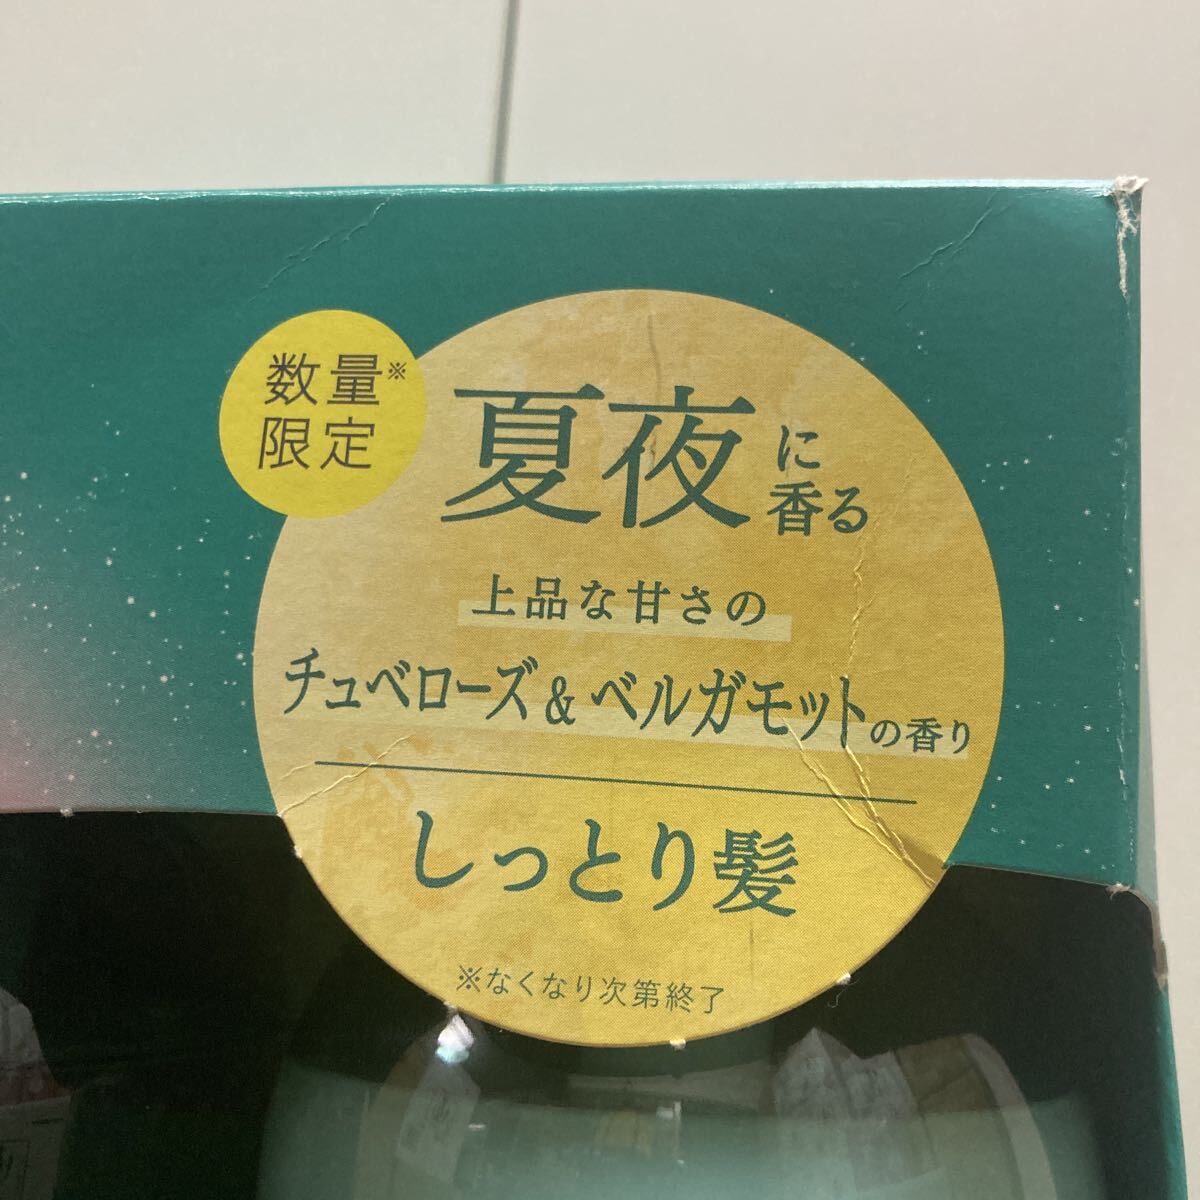 数量※
限定
夏夜に
香る
上品な甘さの
チュベローズ&ベルガモットの香り
しっとり髪
※なくなり次第終了